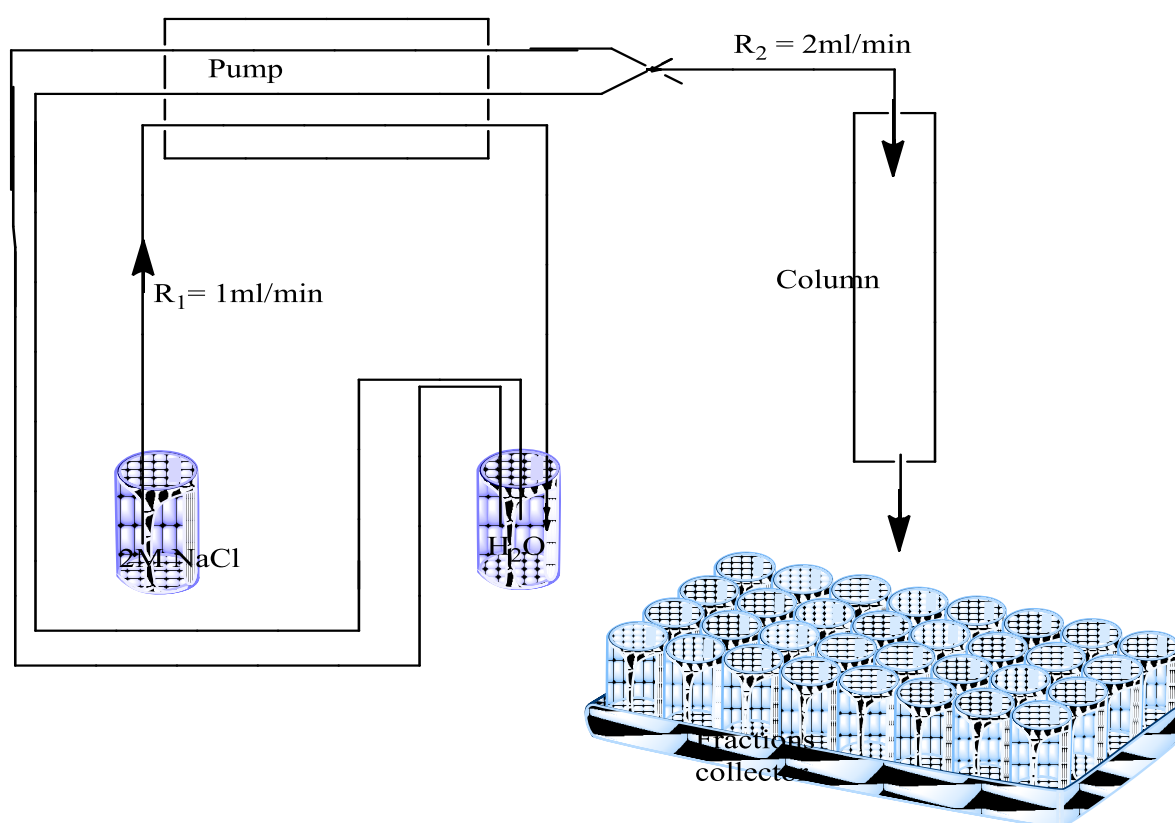 R₂ = 2ml/min
Pump
Column
R₁= 1ml/min
2M NaCl
H₂O
Fractions
collector